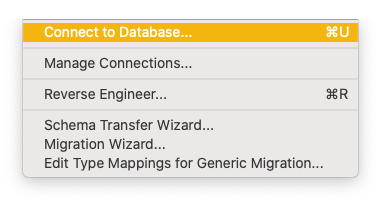 Connect to Database... ⌘U
Manage Connections...
Reverse Engineer... ⌘R
Schema Transfer Wizard...
Migration Wizard...
Edit Type Mappings for Generic Migration...